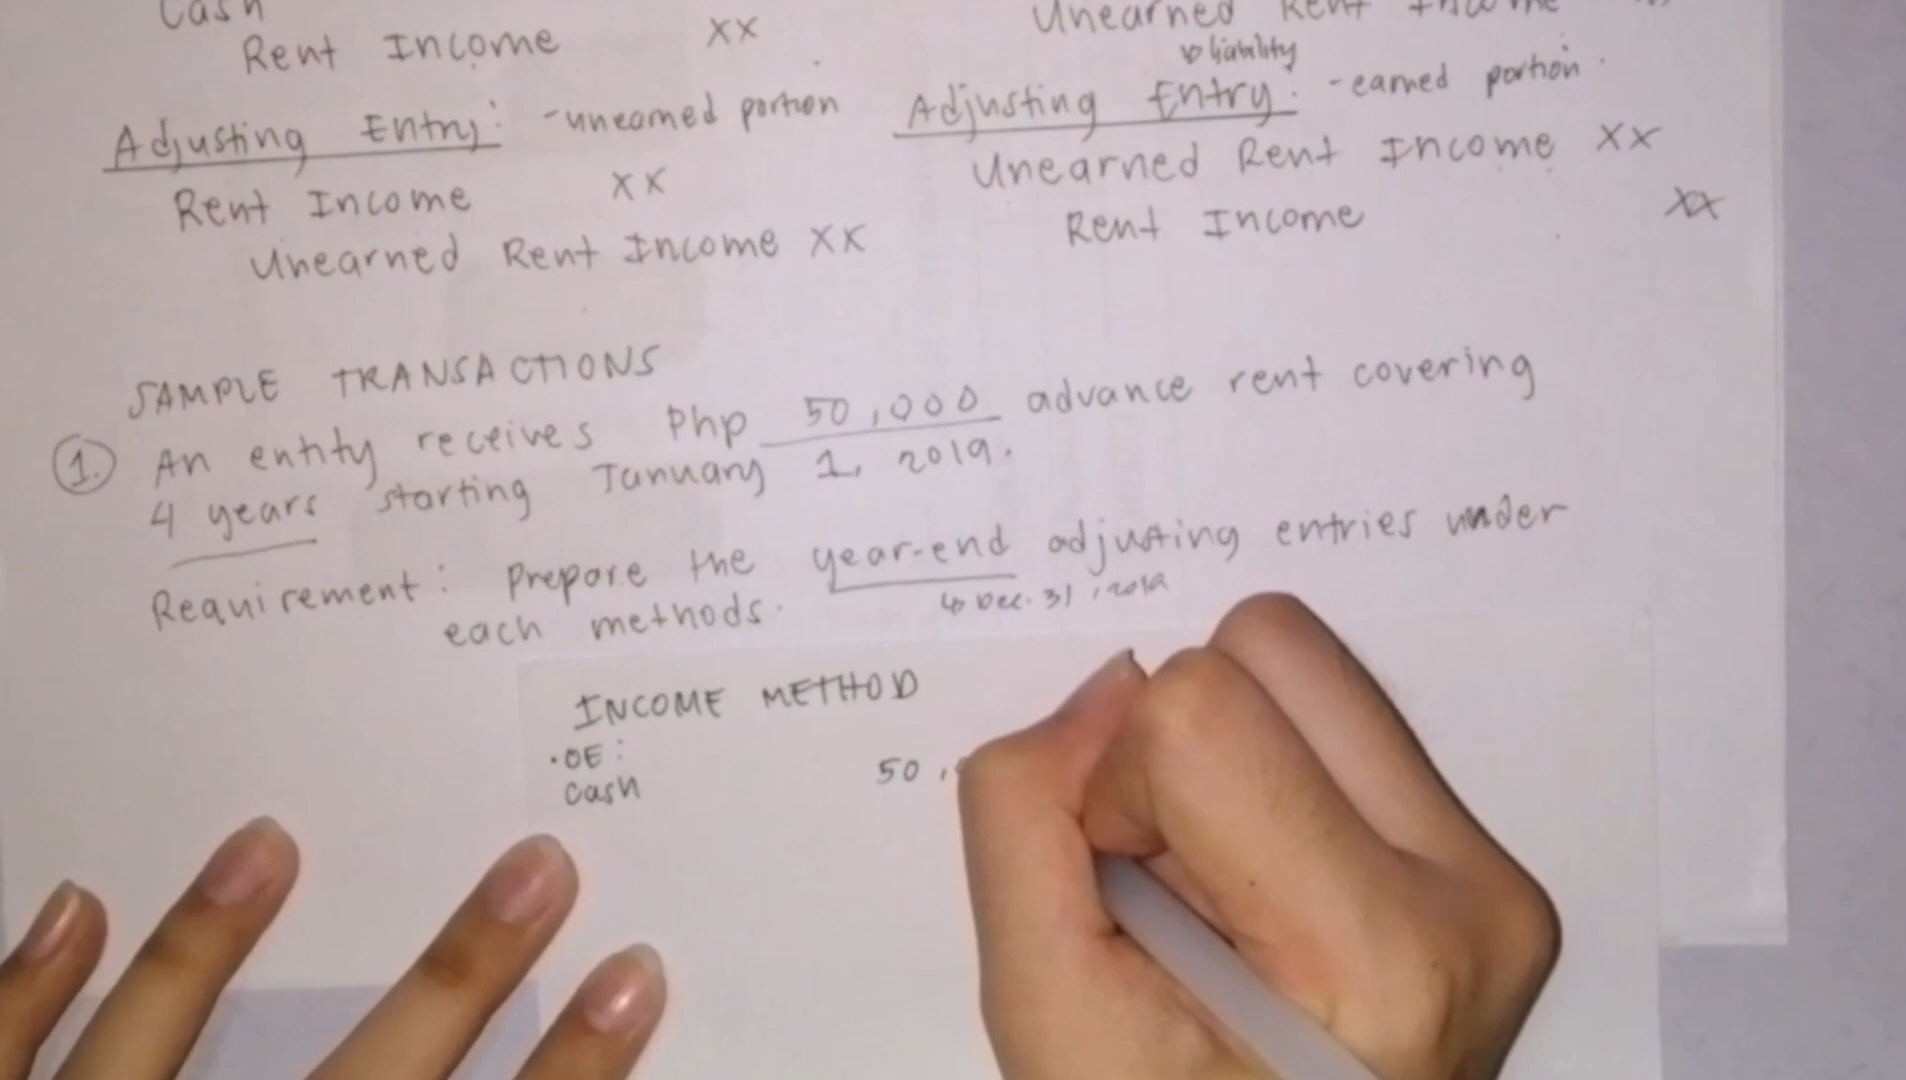 Cash
Rent Income xx
Adjusting Entry: - unearned portion
Rent Income xx
Unearned Rent Income xx
Unearned Rent Income
↳ liability
Adjusting Entry: - earned portion.
Unearned Rent Income xx
Rent Income xx
SAMPLE TRANSACTIONS
1. An entity receives Php 50,000 advance rent covering
4 years starting January 1, 2019.
Requirement: Prepare the year-end adjusting entries under
↳ Dec. 31, 2019
each methods.
INCOME METHOD
• OE:
Cash 50,